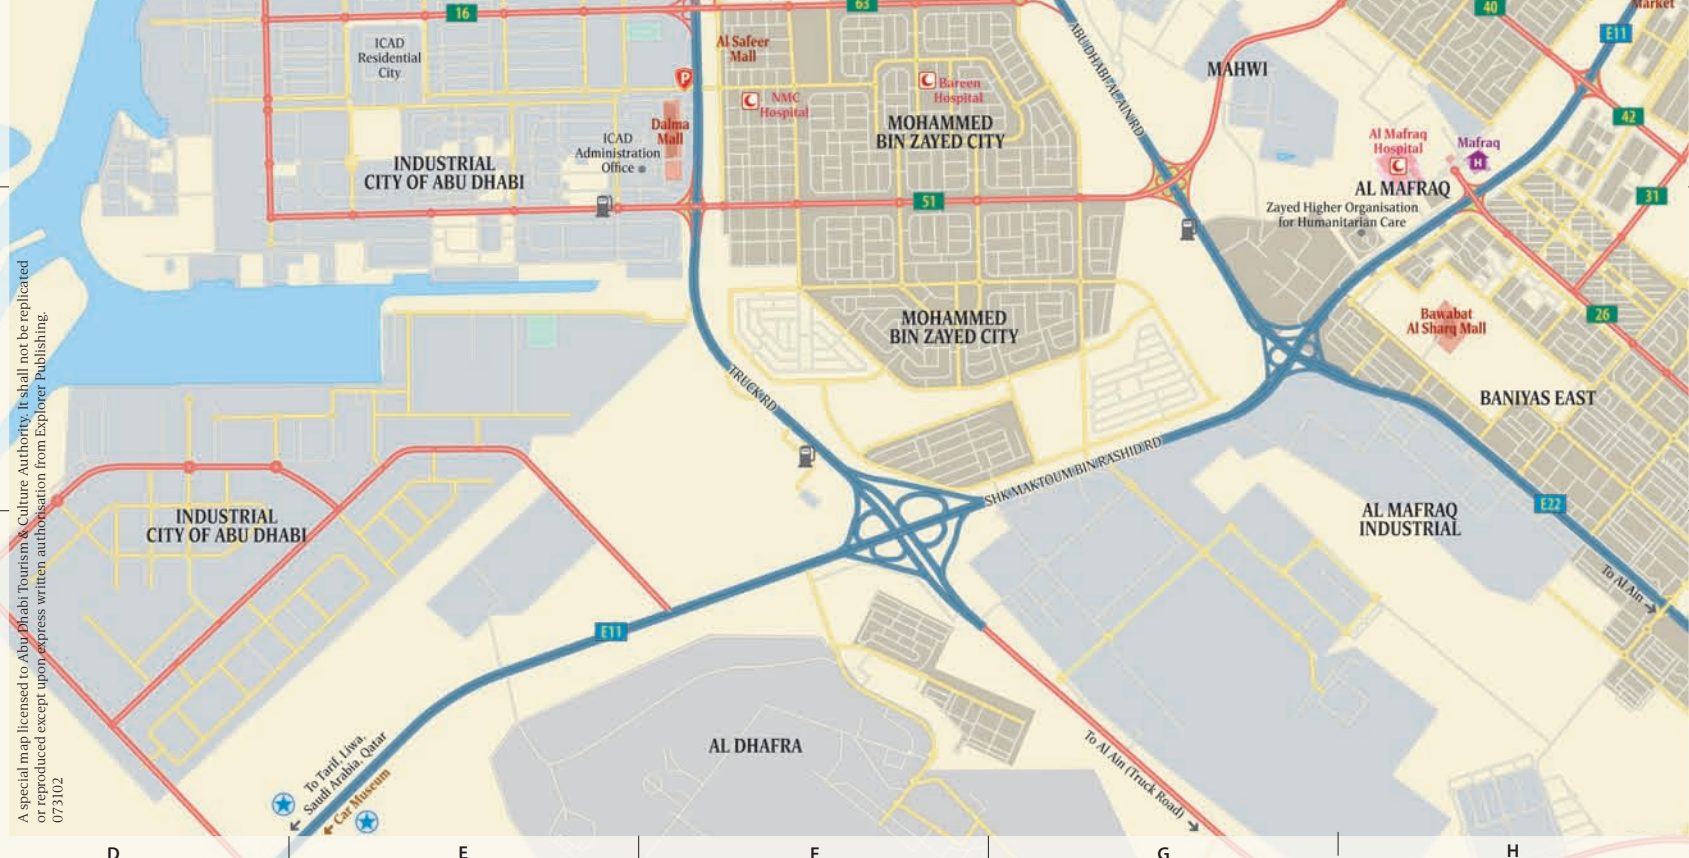 16
63
40
Market
E11
ICAD
Residential
City
Al Safeer
Mall
P
NMC
Hospital
Bareen
Hospital
ABU DHABI AL AIN RD
MAHWI
42
Dalma
Mall
MOHAMMED
BIN ZAYED CITY
ICAD
Administration
Office
INDUSTRIAL
CITY OF ABU DHABI
Al Mafraq
Hospital
Mafraq
H
AL MAFRAQ
31
51
Zayed Higher Organisation
for Humanitarian Care
MOHAMMED
BIN ZAYED CITY
Bawabat
Al Sharq Mall
26
TRUCK RD
BANIYAS EAST
SHK MAKTOUM BIN RASHID RD
INDUSTRIAL
CITY OF ABU DHABI
AL MAFRAQ
INDUSTRIAL
E22
To Al Ain
E11
AL DHAFRA
To Al Ain (Truck Road)
To Tarif, Liwa,
Saudi Arabia, Qatar
Car Museum
A special map licensed to Abu Dhabi Tourism & Culture Authority. It shall not be replicated
or reproduced except upon express written authorisation from Explorer Publishing.
073102
D
E
F
G
H